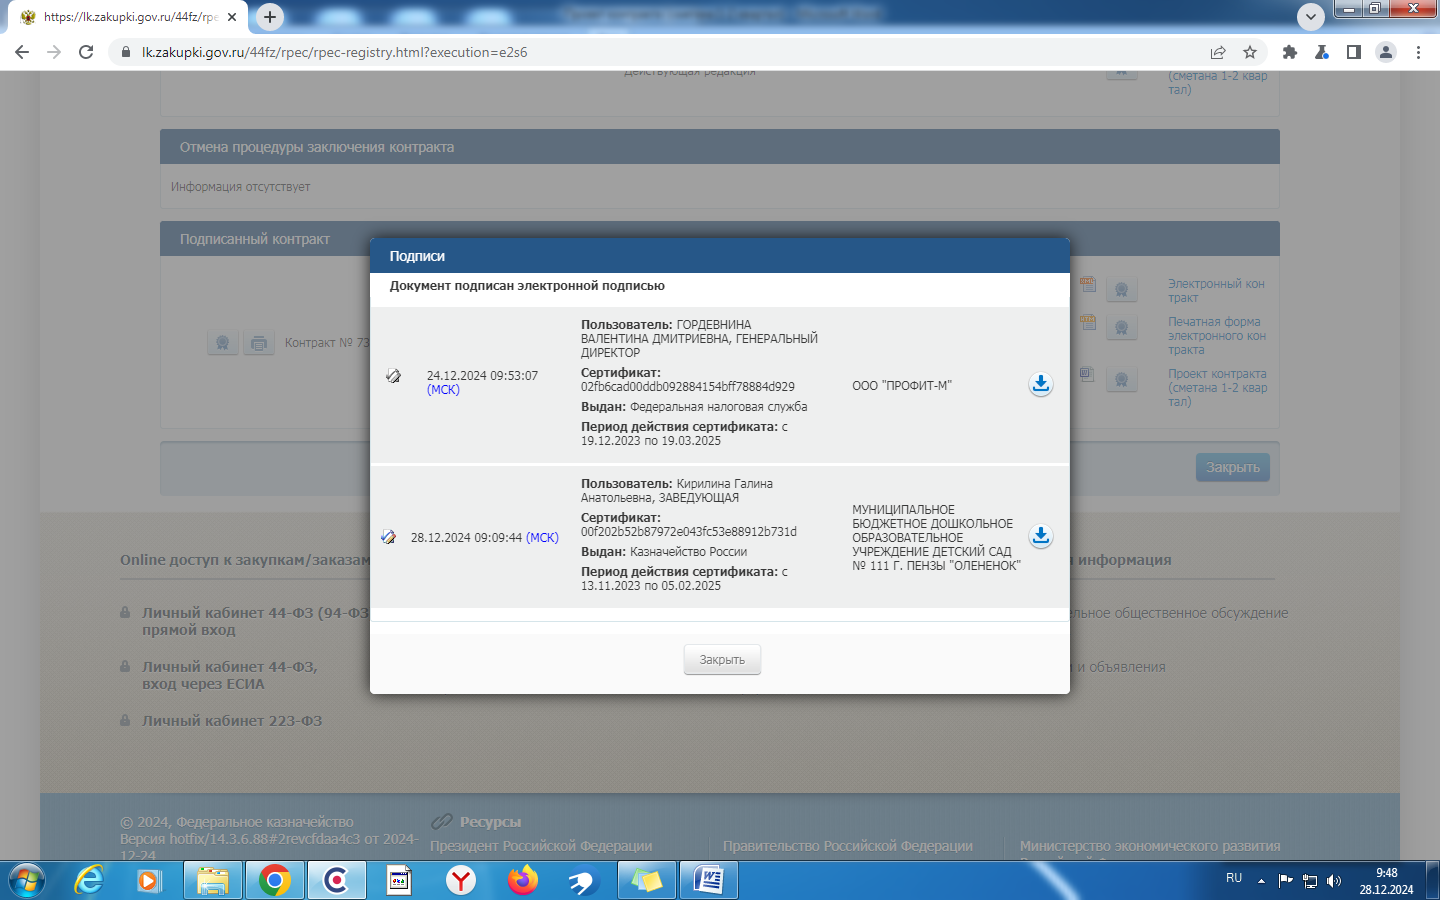 https://lk.zakupki.gov.ru/44fz/rpe
lk.zakupki.gov.ru/44fz/rpec/rpec-registry.html?execution=e2s6
Действующая редакция
(сметана 1-2 квар
тал)
Отмена процедуры заключения контракта
Информация отсутствует
Подписанный контракт
Контракт № 73
Электронный кон
тракт
Печатная форма
электронного кон
тракта
Проект контракта
(сметана 1-2 квар
тал)
Закрыть
Подписи
Документ подписан электронной подписью
24.12.2024 09:53:07
(МСК)
Пользователь: ГОРДЕВНИНА
ВАЛЕНТИНА ДМИТРИЕВНА, ГЕНЕРАЛЬНЫЙ
ДИРЕКТОР
Сертификат:
02fb6cad00ddb092884154bff78884d929
Выдан: Федеральная налоговая служба
Период действия сертификата: с
19.12.2023 по 19.03.2025
ООО "ПРОФИТ-М"
28.12.2024 09:09:44 (МСК)
Пользователь: Кирилина Галина
Анатольевна, ЗАВЕДУЮЩАЯ
Сертификат:
00f202b52b87972e043fc53e88912b731d
Выдан: Казначейство России
Период действия сертификата: с
13.11.2023 по 05.02.2025
МУНИЦИПАЛЬНОЕ
БЮДЖЕТНОЕ ДОШКОЛЬНОЕ
ОБРАЗОВАТЕЛЬНОЕ
УЧРЕЖДЕНИЕ ДЕТСКИЙ САД
№ 111 Г. ПЕНЗЫ "ОЛЕНЕНОК"
Закрыть
Online доступ к закупкам/заказам
Личный кабинет 44-ФЗ (94-ФЗ
прямой вход
Личный кабинет 44-ФЗ,
вход через ЕСИА
Личный кабинет 223-ФЗ
информация
ельное общественное обсуждение
и объявления
© 2024, Федеральное казначейство
Версия hotfix/14.3.6.88#2revcfdaa4c3 от 2024-
12-24
Ресурсы
Президент Российской Федерации
Правительство Российской Федерации
Министерство экономического развития
RU
9:48
28.12.2024